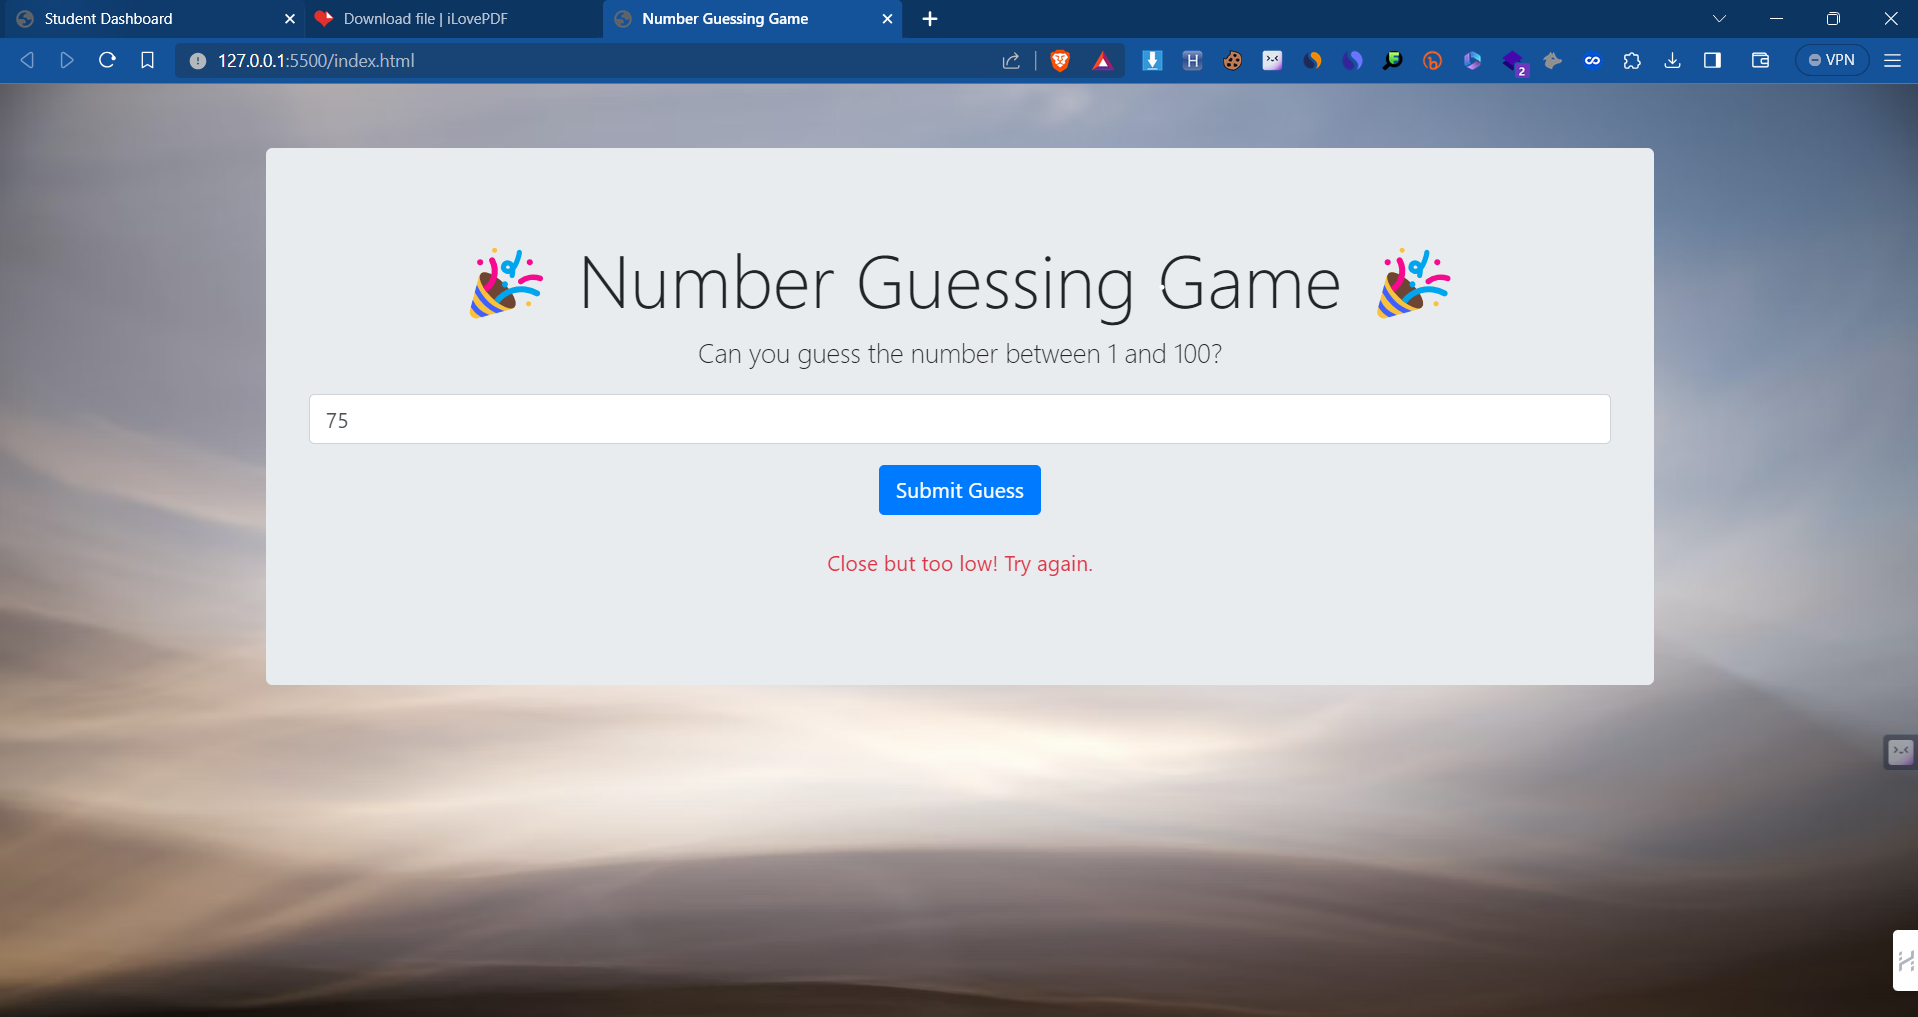 Student Dashboard
Download file | iLovePDF
Number Guessing Game
127.0.0.1:5500/index.html
H
2
VPN
🎉 Number Guessing Game 🎉
Can you guess the number between 1 and 100?
75
Submit Guess
Close but too low! Try again.